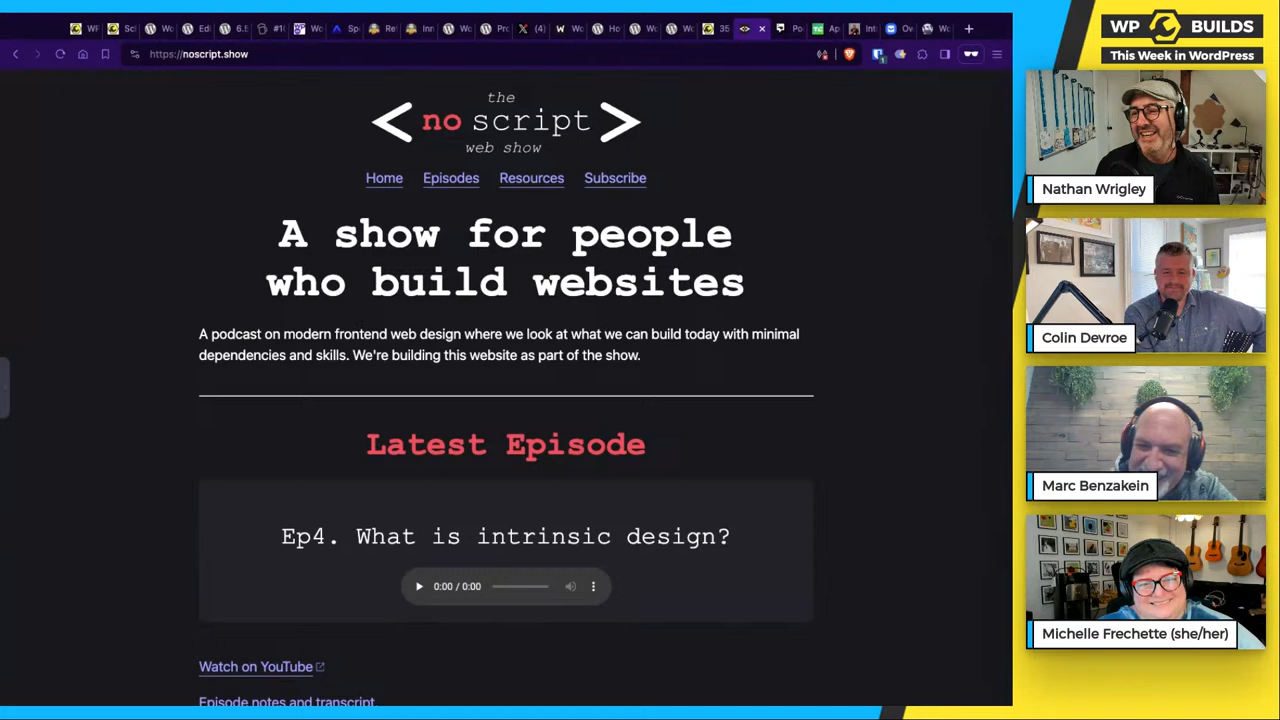 WP BUILDS
This Week in WordPress
https://noscript.show
the
<no script>
web show
Home Episodes Resources Subscribe
A show for people
who build websites
A podcast on modern frontend web design where we look at what we can build today with minimal
dependencies and skills. We're building this website as part of the show.
Latest Episode
Ep4. What is intrinsic design?
0:00 / 0:00
Watch on YouTube
Episode notes and transcript.
Nathan Wrigley
Colin Devroe
Marc Benzakein
Michelle Frechette (she/her)